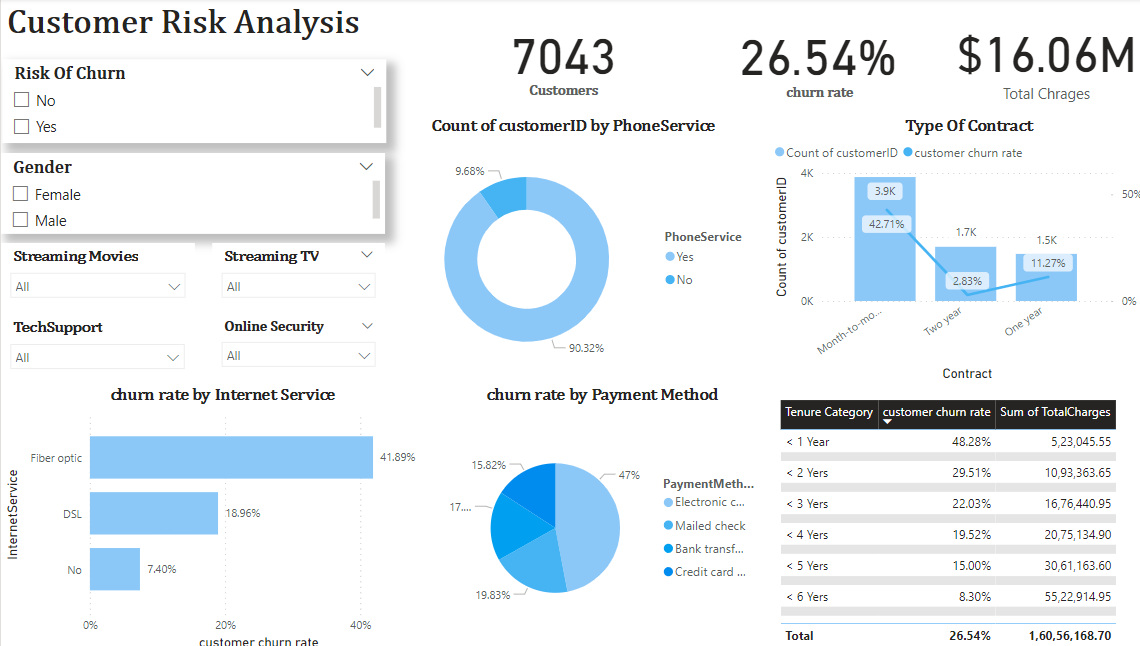 Customer Risk Analysis
Risk Of Churn
No
Yes
Gender
Female
Male
Streaming Movies
All
Streaming TV
All
TechSupport
All
Online Security
All
7043
Customers
26.54%
churn rate
$16.06M
Total Chrages
Count of customerID by PhoneService
9.68%
90.32%
PhoneService
Yes
No
Type Of Contract
Count of customerID
customer churn rate
Count of customerID
4K
2K
0K
50%
0%
3.9K
42.71%
1.7K
2.83%
1.5K
11.27%
Month-to-mo...
Two year
One year
Contract
churn rate by Internet Service
InternetService
Fiber optic
41.89%
DSL
18.96%
No
7.40%
0%
20%
40%
customer churn rate
churn rate by Payment Method
15.82%
47%
17....
19.83%
PaymentMeth...
Electronic c...
Mailed check
Bank transf...
Credit card ...
Tenure Category customer churn rate Sum of TotalCharges
< 1 Year 48.28% 5,23,045.55
< 2 Yers 29.51% 10,93,363.65
< 3 Yers 22.03% 16,76,440.95
< 4 Yers 19.52% 20,75,134.90
< 5 Yers 15.00% 30,61,163.60
< 6 Yers 8.30% 55,22,914.95
Total 26.54% 1,60,56,168.70